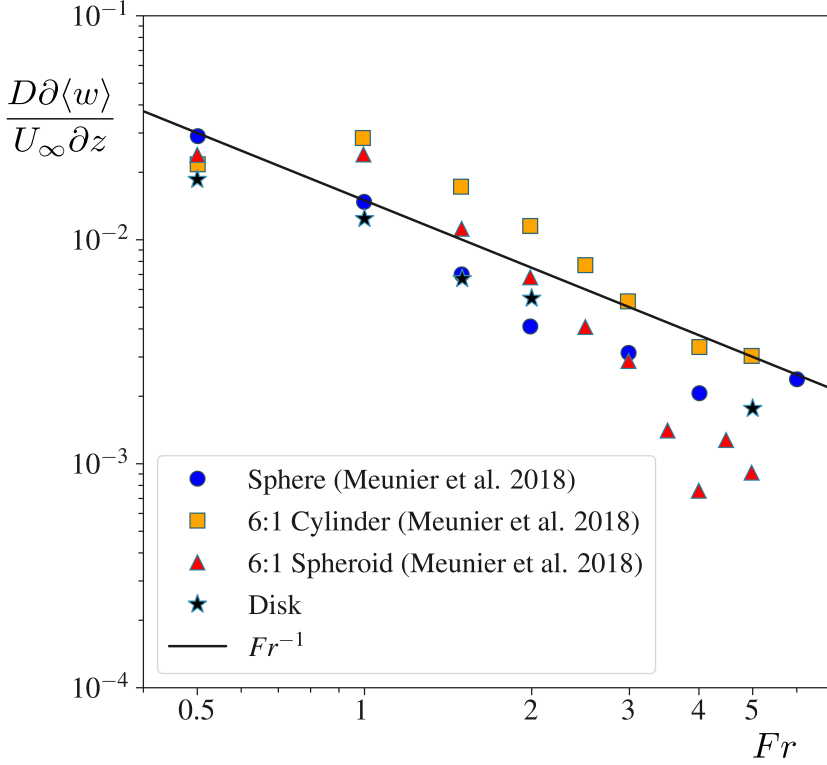 10⁻¹
D∂⟨w⟩
U∞∂z
10⁻²
10⁻³
10⁻⁴
Sphere (Meunier et al. 2018)
6:1 Cylinder (Meunier et al. 2018)
6:1 Spheroid (Meunier et al. 2018)
Disk
Fr⁻¹
0.5 1 2 3 4 5
Fr